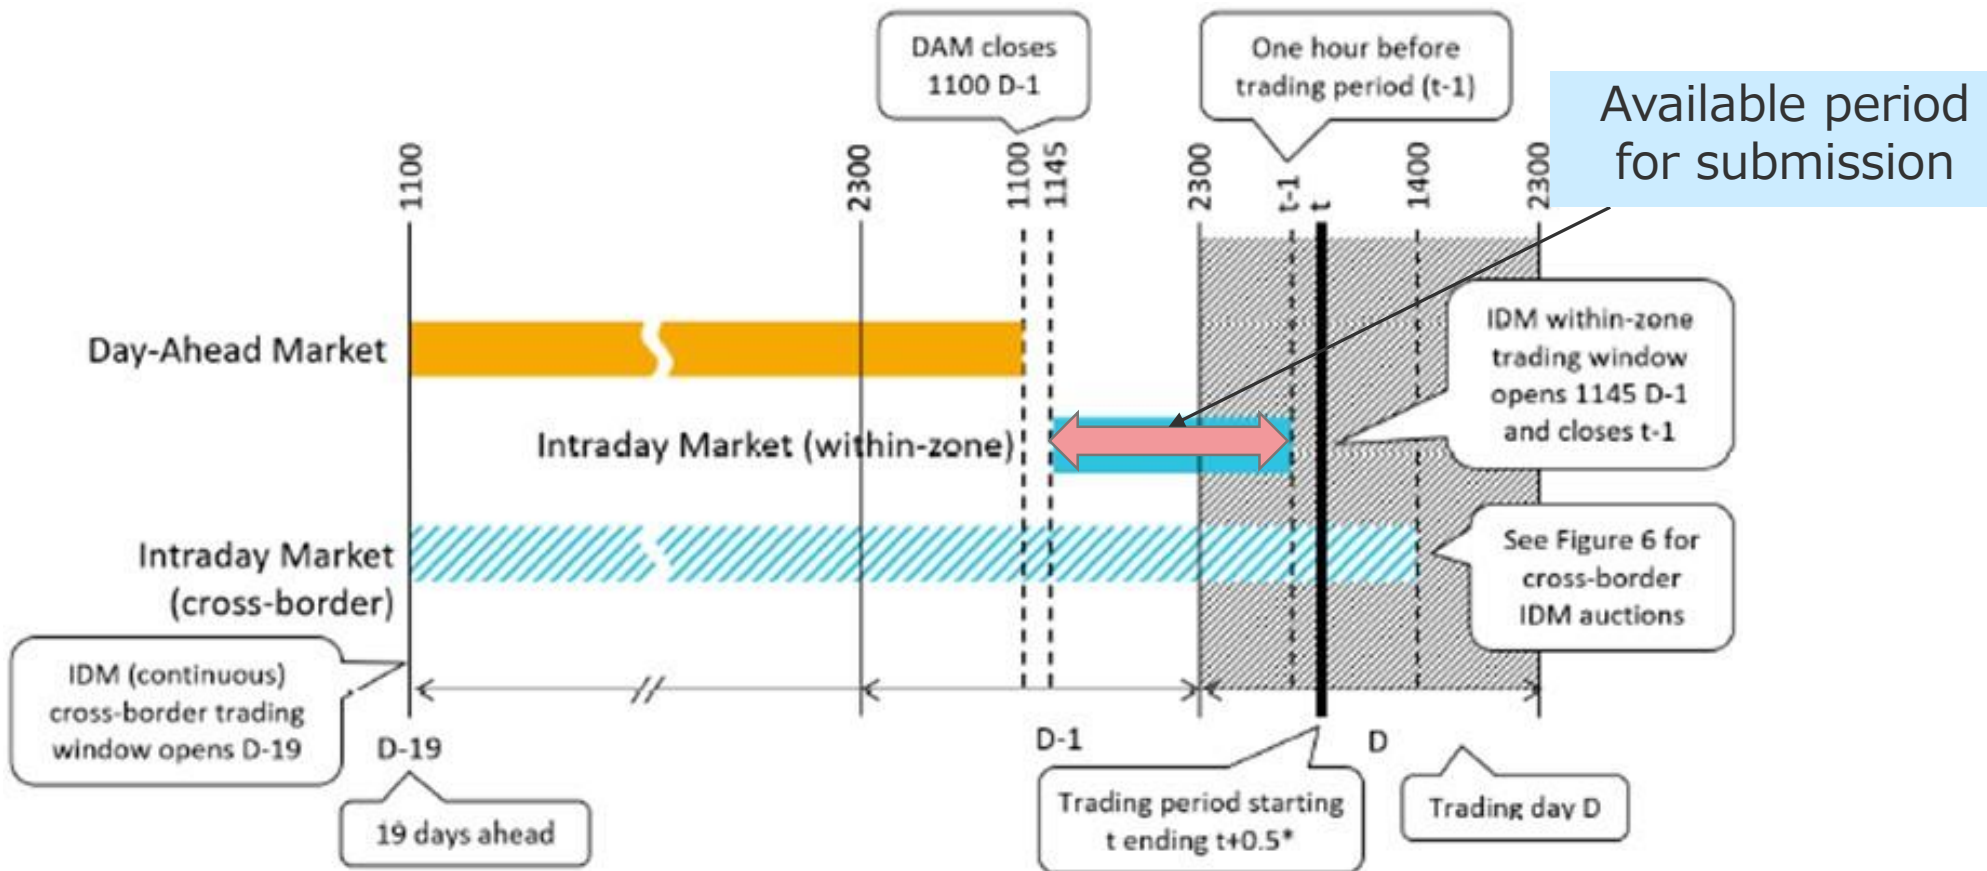 DAM closes
1100 D-1
One hour before
trading period (t-1)
Available period
for submission
1100
2300
1100
1145
2300
t-1
t
1400
2300
Day-Ahead Market
IDM within-zone
trading window
opens 1145 D-1
and closes t-1
Intraday Market (within-zone)
Intraday Market
(cross-border)
See Figure 6 for
cross-border
IDM auctions
IDM (continuous)
cross-border trading
window opens D-19
D-19
D-1
D
19 days ahead
Trading period starting
t ending t+0.5*
Trading day D